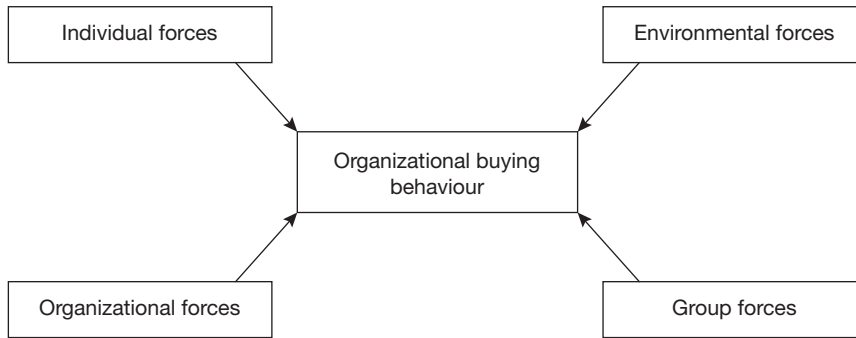 Individual forces
Environmental forces
Organizational buying
behaviour
Organizational forces
Group forces